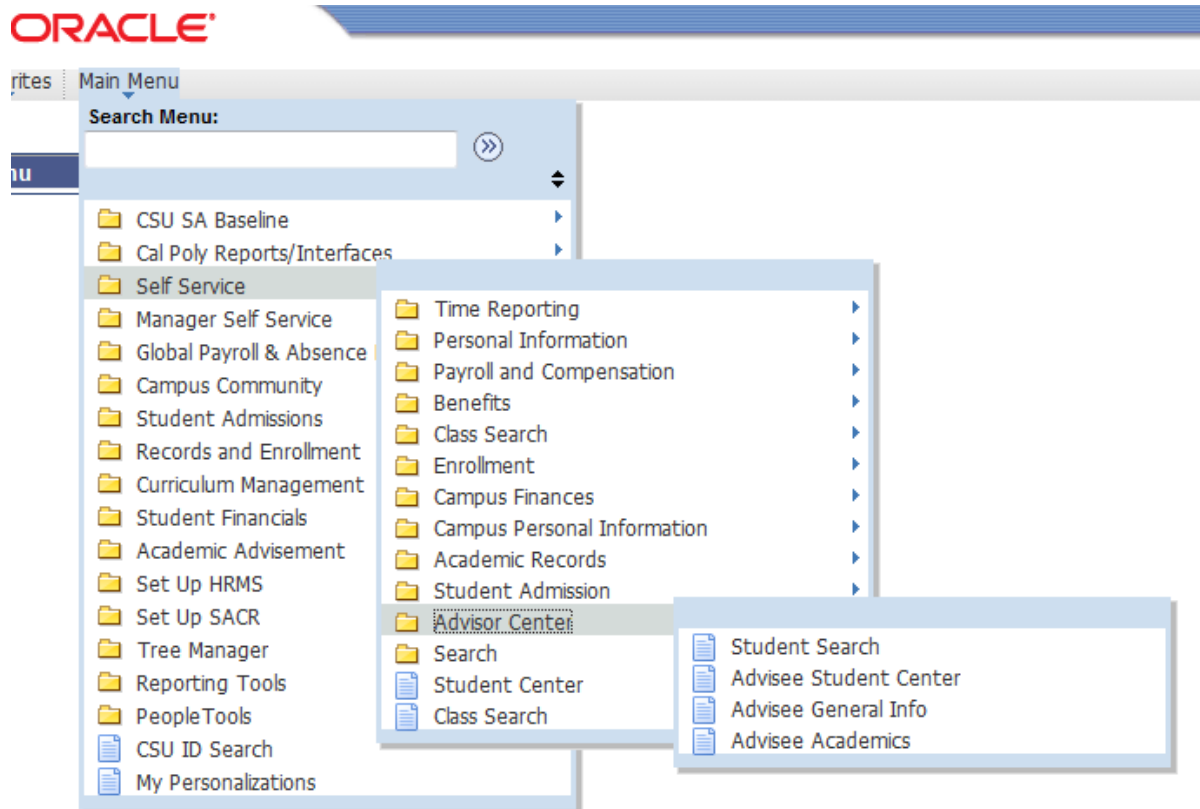 ORACLE'
rites Main Menu
Search Menu:
nu
CSU SA Baseline
Cal Poly Reports/Interfaces
Self Service
Manager Self Service
Global Payroll & Absence
Campus Community
Student Admissions
Records and Enrollment
Curriculum Management
Student Financials
Academic Advisement
Set Up HRMS
Set Up SACR
Tree Manager
Reporting Tools
PeopleTools
CSU ID Search
My Personalizations
Time Reporting
Personal Information
Payroll and Compensation
Benefits
Class Search
Enrollment
Campus Finances
Campus Personal Information
Academic Records
Student Admission
Advisor Center
Search
Student Center
Class Search
Student Search
Advisee Student Center
Advisee General Info
Advisee Academics